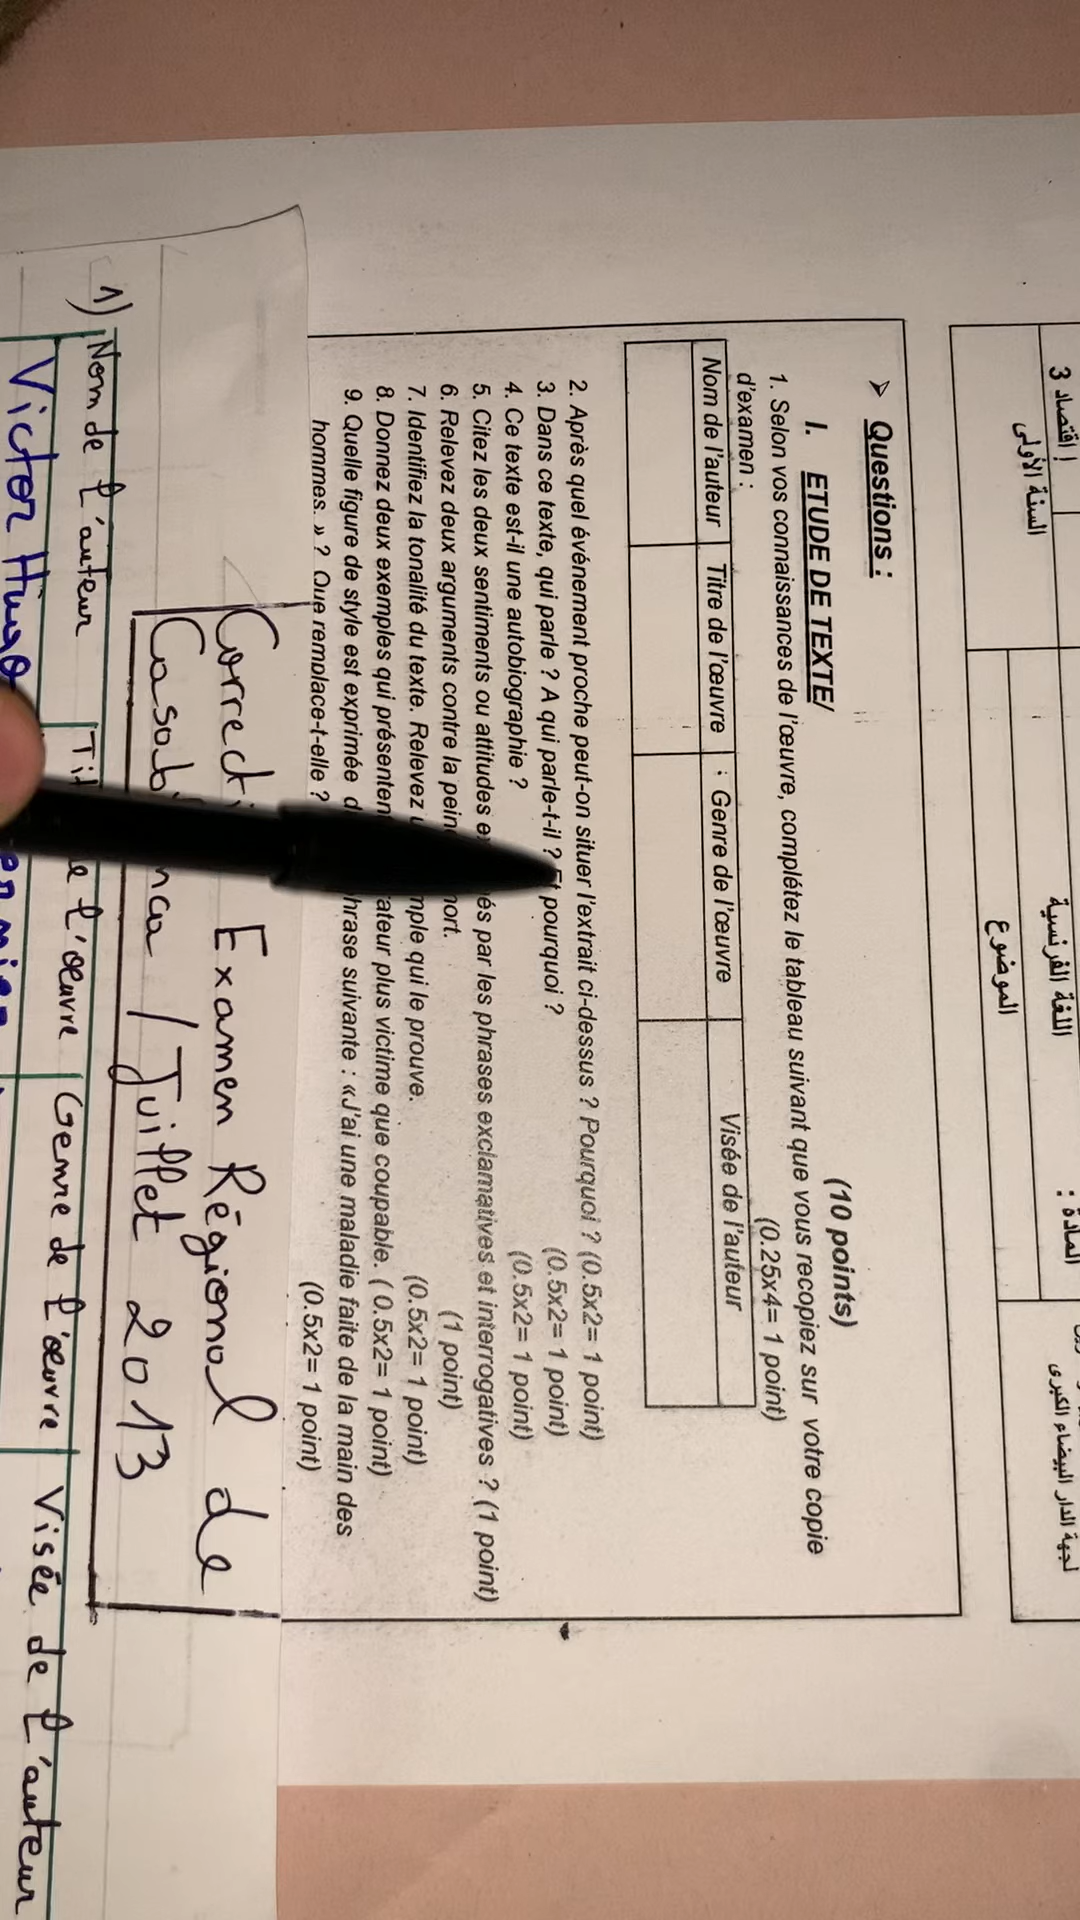 لجهة الدار البيضاء الكبرى
المادة :
اللغة الفرنسية
3 اقتصاد
السنة الأولى
الموضوع
➢ Questions :
I. ETUDE DE TEXTE/ (10 points)
1. Selon vos connaissances de l'œuvre, complétez le tableau suivant que vous recopiez sur votre copie
d'examen : (0.25x4= 1 point)
Nom de l'auteur Titre de l'œuvre : Genre de l'œuvre Visée de l'auteur
2. Après quel événement proche peut-on situer l'extrait ci-dessus ? Pourquoi ? (0.5x2= 1 point)
3. Dans ce texte, qui parle ? A qui parle-t-il ? Et pourquoi ? (0.5x2= 1 point)
4. Ce texte est-il une autobiographie ? (0.5x2= 1 point)
5. Citez les deux sentiments ou attitudes és par les phrases exclamatives et interrogatives ? (1 point)
6. Relevez deux arguments contre la pein mort. (1 point)
7. Identifiez la tonalité du texte. Relevez u mple qui le prouve. (0.5x2= 1 point)
8. Donnez deux exemples qui présenten rateur plus victime que coupable. ( 0.5x2= 1 point)
9. Quelle figure de style est exprimée d hrase suivante : «J'ai une maladie faite de la main des
hommes. » ? Que remplace-t-elle ? (0.5x2= 1 point)
Correcti Examen Régional de
Casab nca / Juillet 2013
1) Nom de l'auteur Tit e l'œuvre Genre de l'œuvre Visée de l'auteur
Victor Hugo